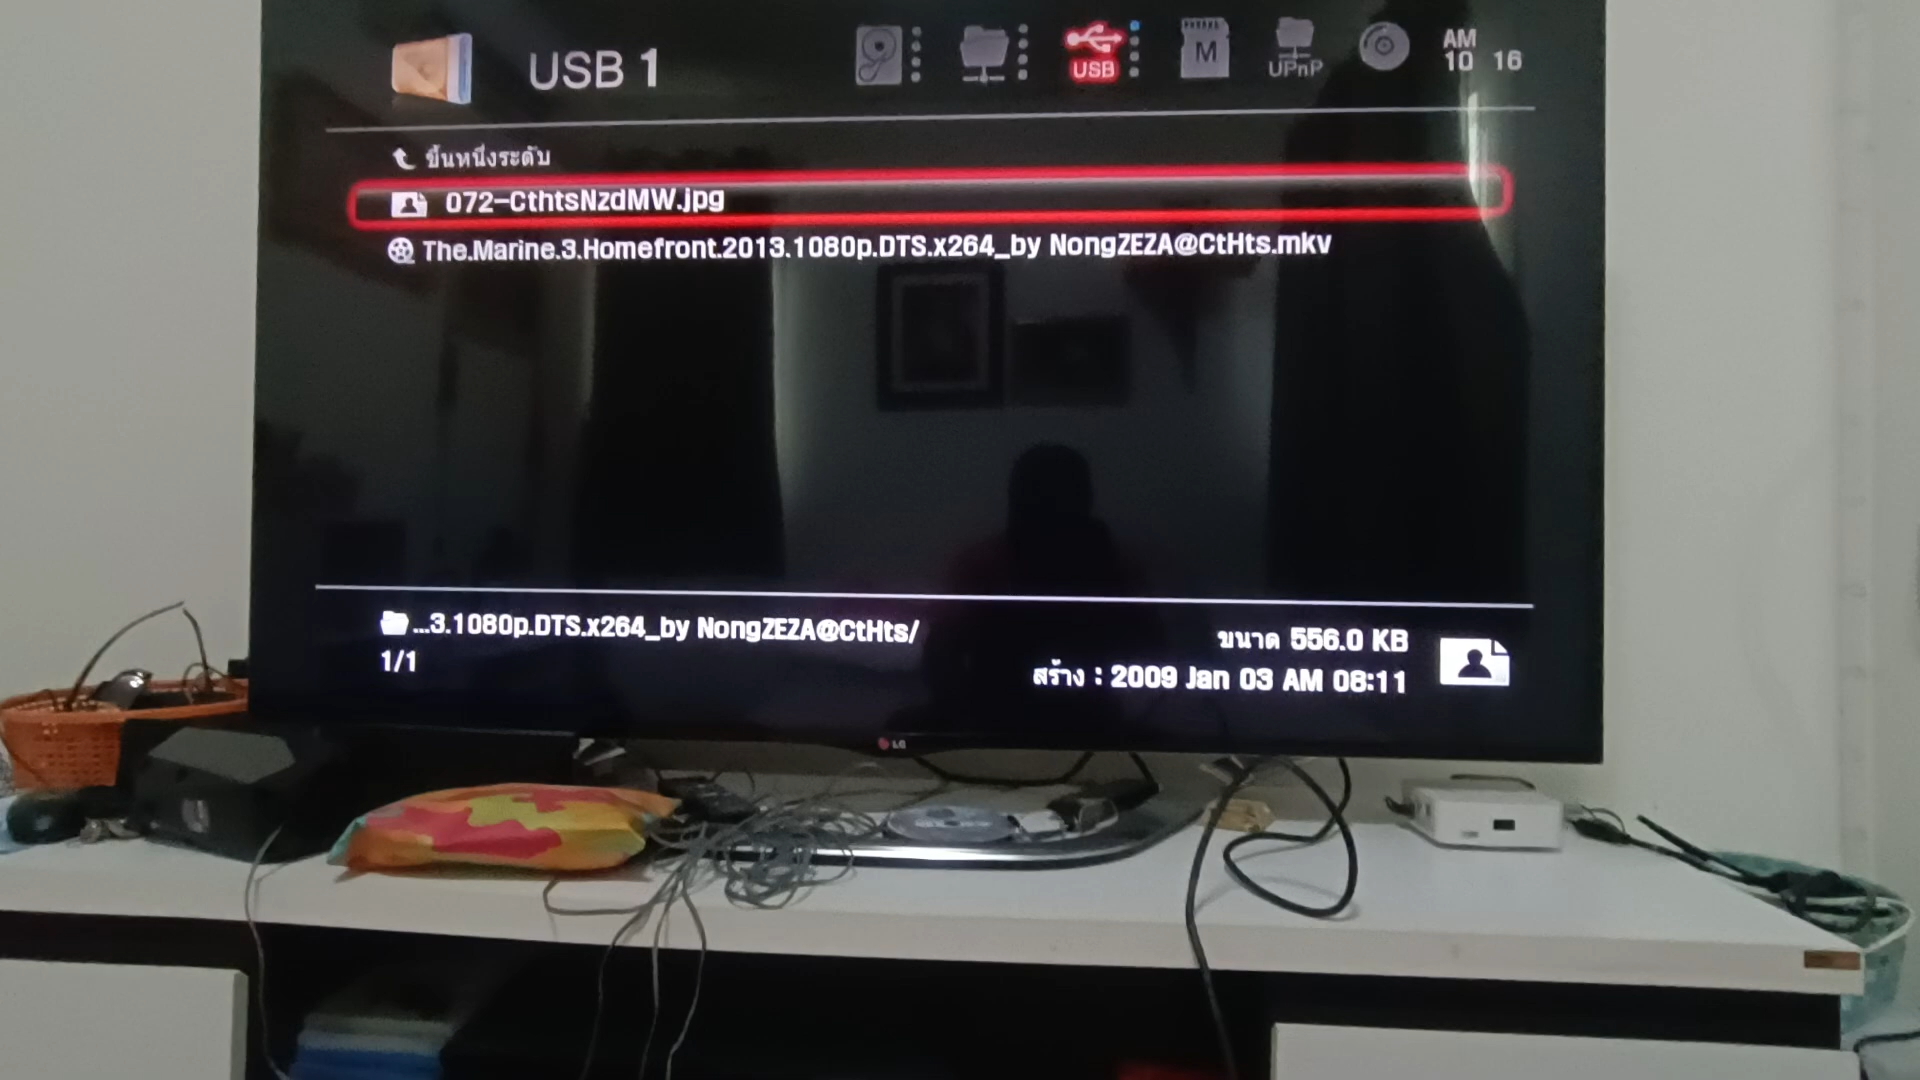 USB 1
USB
M
UPnP
AM
10 16
ขึ้นหนึ่งระดับ
072-CthtsNzdMW.jpg
The.Marine.3.Homefront.2013.1080p.DTS.x264_by NongZEZA@CtHts.mkv
...3.1080p.DTS.x264_by NongZEZA@CtHts/
1/1
ขนาด 556.0 KB
สร้าง : 2009 Jan 03 AM 08:11
LG